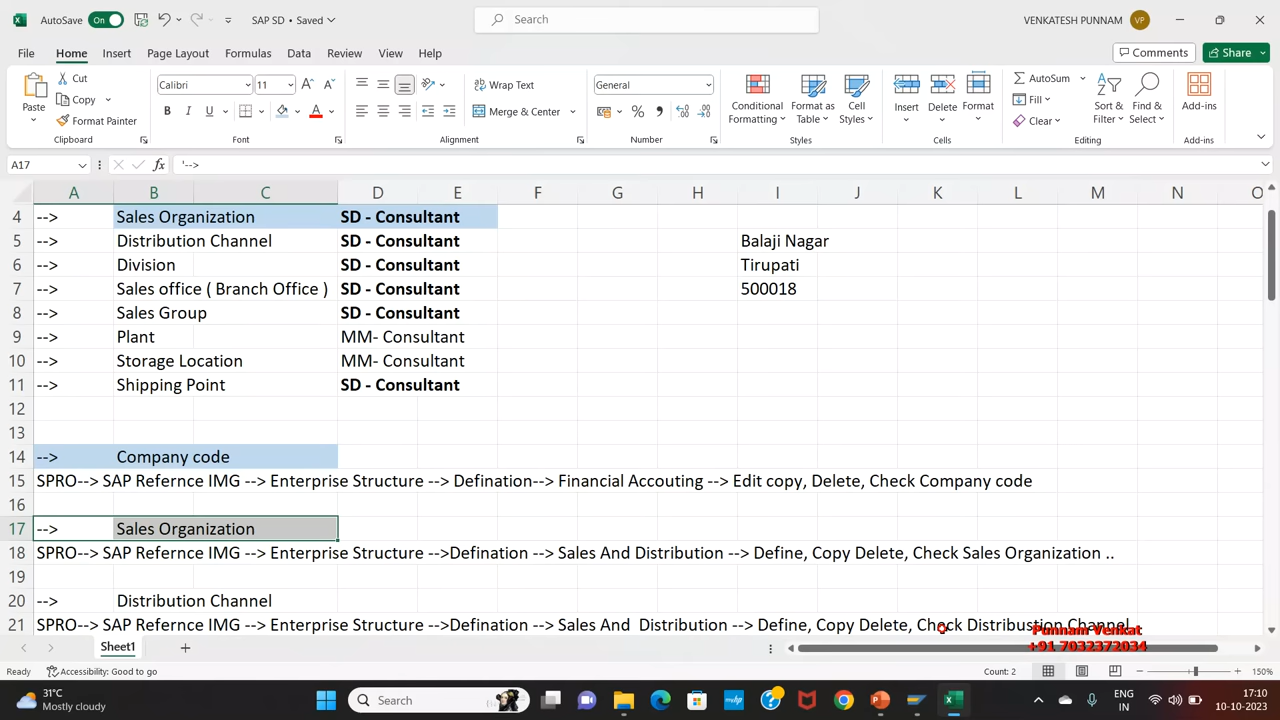 AutoSave On SAP SD • Saved Search VENKATESH PUNNAM VP
File Home Insert Page Layout Formulas Data Review View Help Comments Share
Paste Cut Copy Format Painter Clipboard
Calibri 11 B I U A Font
Wrap Text Merge & Center Alignment
General % , Number
Conditional Formatting Format as Table Cell Styles Styles
Insert Delete Format Cells
AutoSum Fill Clear Sort & Filter Find & Select Editing
Add-ins Add-ins
A17 fx '-->
A B C D E F G H I J K L M N O
4 --> Sales Organization SD - Consultant
5 --> Distribution Channel SD - Consultant Balaji Nagar
6 --> Division SD - Consultant Tirupati
7 --> Sales office ( Branch Office ) SD - Consultant 500018
8 --> Sales Group SD - Consultant
9 --> Plant MM- Consultant
10 --> Storage Location MM- Consultant
11 --> Shipping Point SD - Consultant
12
13
14 --> Company code
15 SPRO--> SAP Refernce IMG --> Enterprise Structure --> Defination--> Financial Accouting --> Edit copy, Delete, Check Company code
16
17 --> Sales Organization
18 SPRO--> SAP Refernce IMG --> Enterprise Structure -->Defination --> Sales And Distribution --> Define, Copy Delete, Check Sales Organization ..
19
20 --> Distribution Channel
21 SPRO--> SAP Refernce IMG --> Enterprise Structure --> Defination --> Sales And Distribution --> Define, Copy Delete, Check Distribustion Channel
Punnam Venkat
+91 7032372034
Sheet1
Ready Accessibility: Good to go Count: 2 150%
31°C
Mostly cloudy
Search
ENG
IN
17:10
10-10-2023